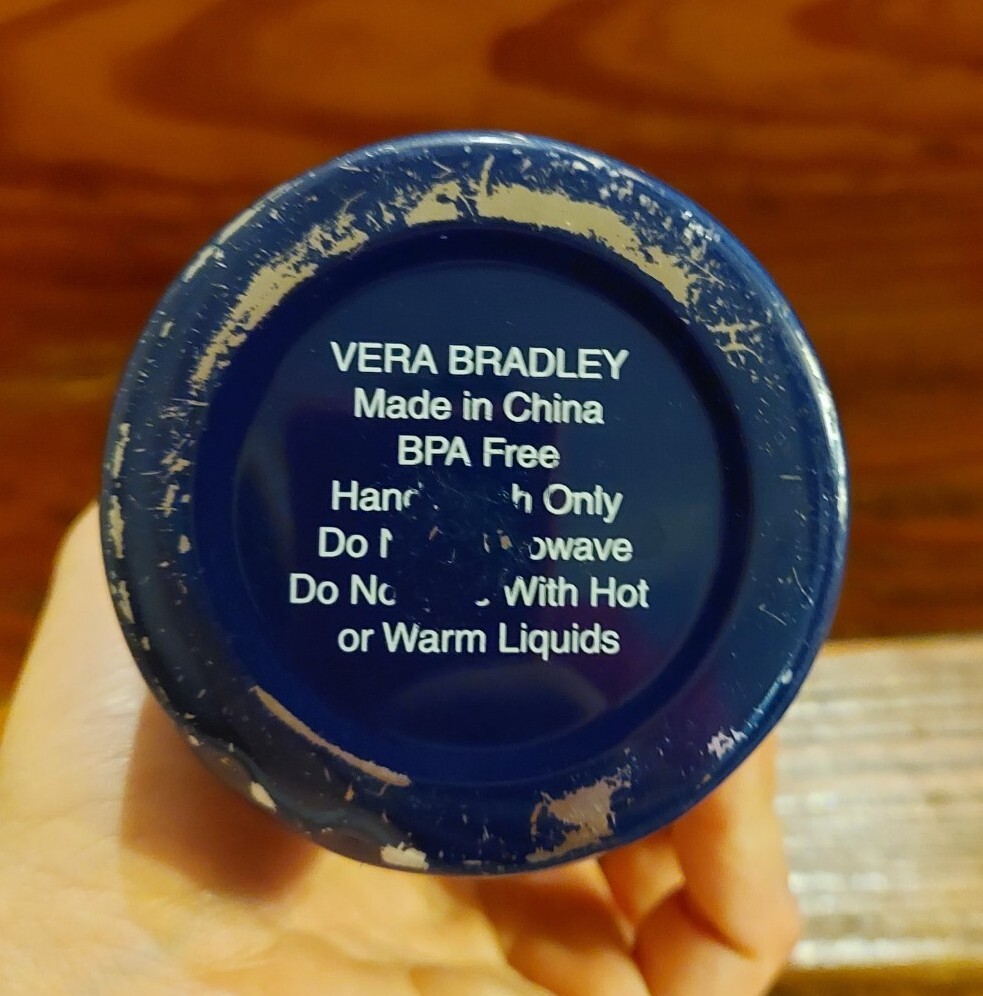 VERA BRADLEY
Made in China
BPA Free
Only
Do
Do With Hot
or Warm Liquids